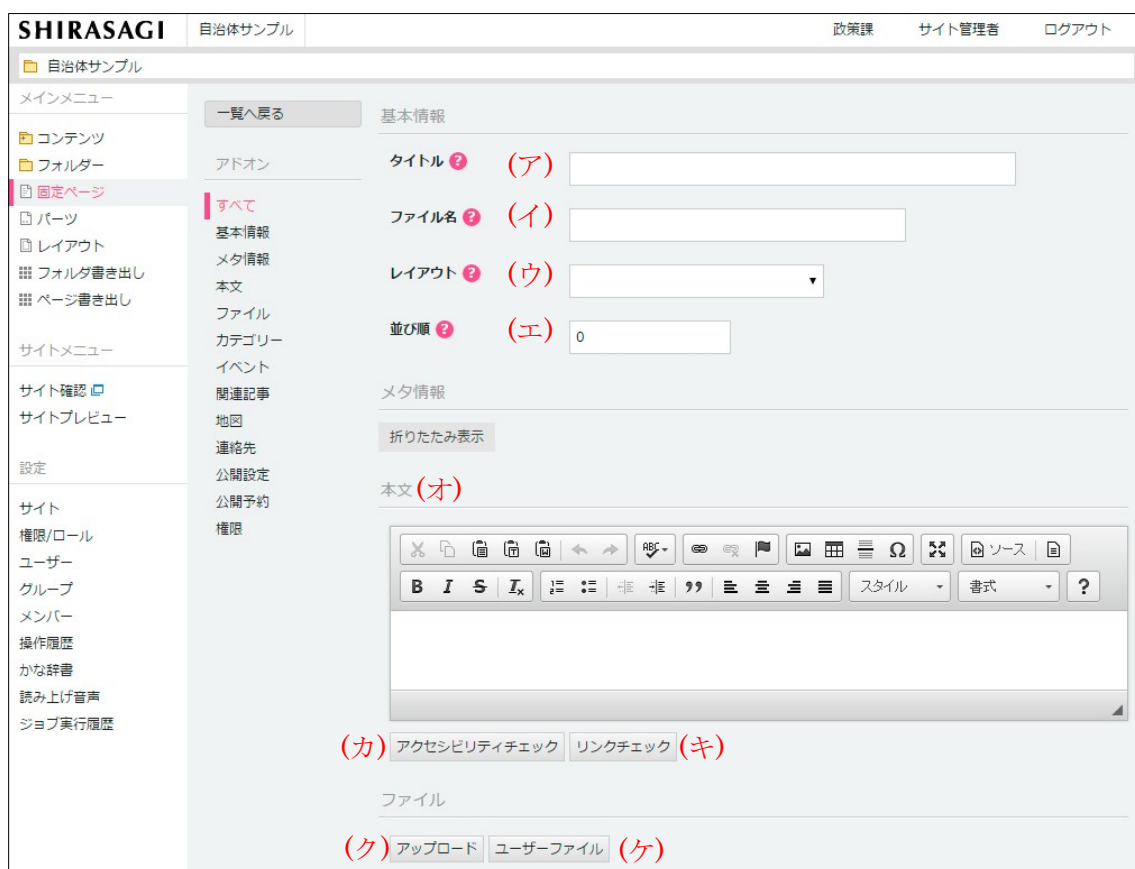 SHIRASAGI 自治体サンプル 政策課 サイト管理者 ログアウト
自治体サンプル
メインメニュー
コンテンツ
フォルダー
固定ページ
パーツ
レイアウト
フォルダ書き出し
ページ書き出し
サイトメニュー
サイト確認
サイトプレビュー
設定
サイト
権限/ロール
ユーザー
グループ
メンバー
操作履歴
かな辞書
読み上げ音声
ジョブ実行履歴
一覧へ戻る
アドオン
すべて
基本情報
メタ情報
本文
ファイル
カテゴリー
イベント
関連記事
地図
連絡先
公開設定
公開予約
権限
基本情報
タイトル ? (ア)
ファイル名 ? (イ)
レイアウト ? (ウ)
並び順 ? (エ) 0
メタ情報
折りたたみ表示
本文 (オ)
ABC Ω ソース
B I S Ix スタイル 書式 ?
(カ) アクセシビリティチェック リンクチェック (キ)
ファイル
(ク) アップロード ユーザーファイル (ケ)